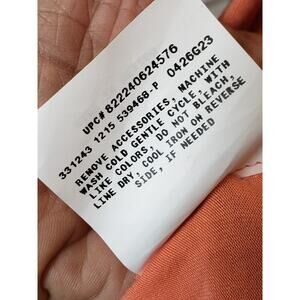 UPC# 822240624576
331243 1215 539468-P 0426G23
REMOVE ACCESSORIES, MACHINE
WASH COLD GENTLE CYCLE, WITH
LIKE COLORS, DO NOT BLEACH,
LINE DRY, COOL IRON ON REVERSE
SIDE, IF NEEDED